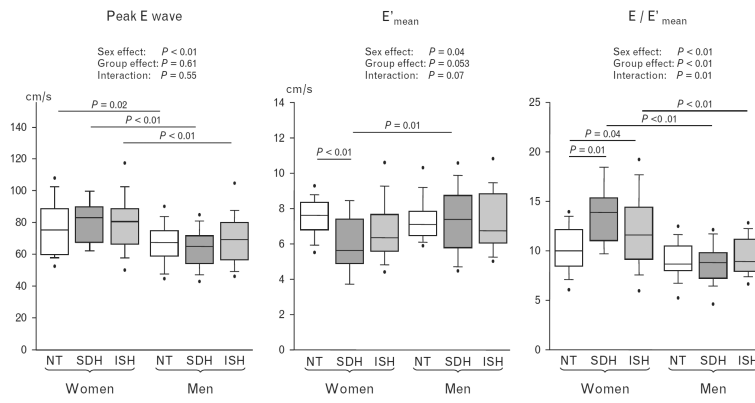 Peak E wave
Sex effect: P < 0.01
Group effect: P = 0.61
Interaction: P = 0.55
cm/s
P = 0.02
P < 0.01
P < 0.01
140
120
100
80
60
40
20
0
cm/s
NT SDH ISH NT SDH ISH
Women Men
E'mean
Sex effect: P = 0.04
Group effect: P = 0.053
Interaction: P = 0.07
cm/s
14
12
10
8
6
4
2
0
P = 0.01
P < 0.01
NT SDH ISH NT SDH ISH
Women Men
E / E' mean
Sex effect: P < 0.01
Group effect: P < 0.01
Interaction: P = 0.01
25
20
15
10
5
0
P < 0.01
P <0 .01
P = 0.04
P = 0.01
NT SDH ISH NT SDH ISH
Women Men